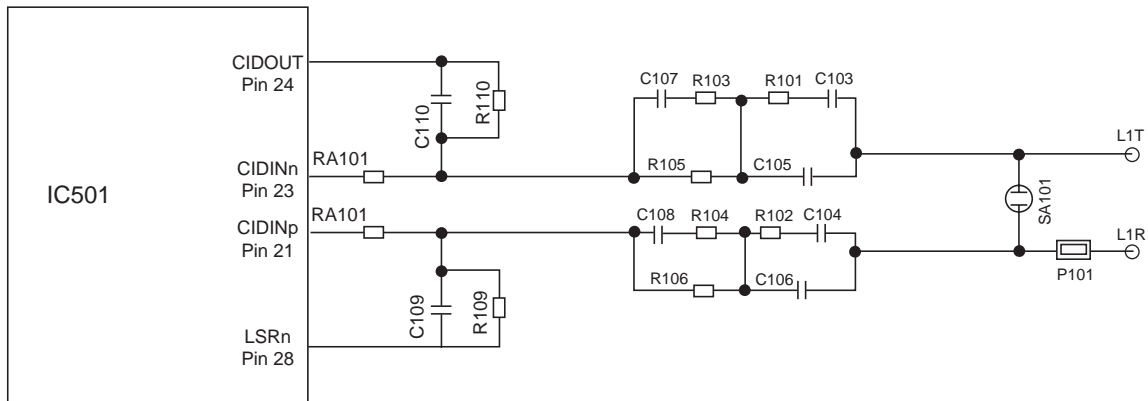 CIDOUT
Pin 24
C110
R110
C107
R103
R101
C103
L1T
RA101
CIDINn
Pin 23
R105
C105
IC501
SA101
CIDINp
Pin 21
RA101
C108
R104
R102
C104
L1R
R106
C106
P101
C109
R109
LSRn
Pin 28